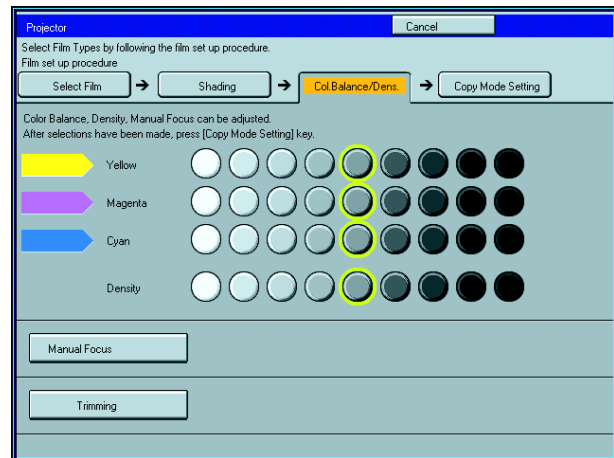 Projector
Cancel
Select Film Types by following the film set up procedure.
Film set up procedure
Select Film
Shading
Col.Balance/Dens.
Copy Mode Setting
Color Balance, Density, Manual Focus can be adjusted.
After selections have been made, press [Copy Mode Setting] key.
Yellow
Magenta
Cyan
Density
Manual Focus
Trimming